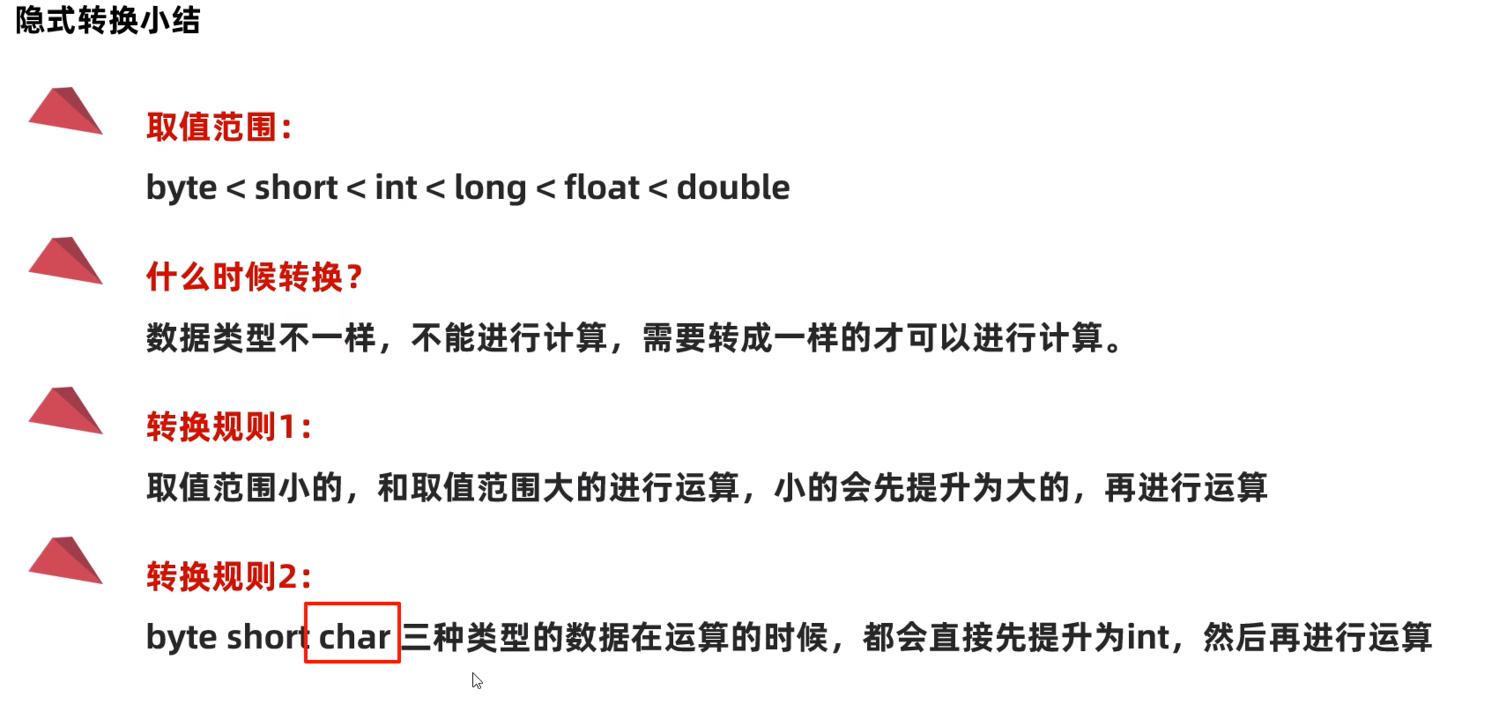 隐式转换小结
取值范围：
byte < short < int < long < float < double
什么时候转换？
数据类型不一样，不能进行计算，需要转成一样的才可以进行计算。
转换规则1：
取值范围小的，和取值范围大的进行运算，小的会先提升为大的，再进行运算
转换规则2：
byte short char 三种类型的数据在运算的时候，都会直接先提升为int，然后再进行运算